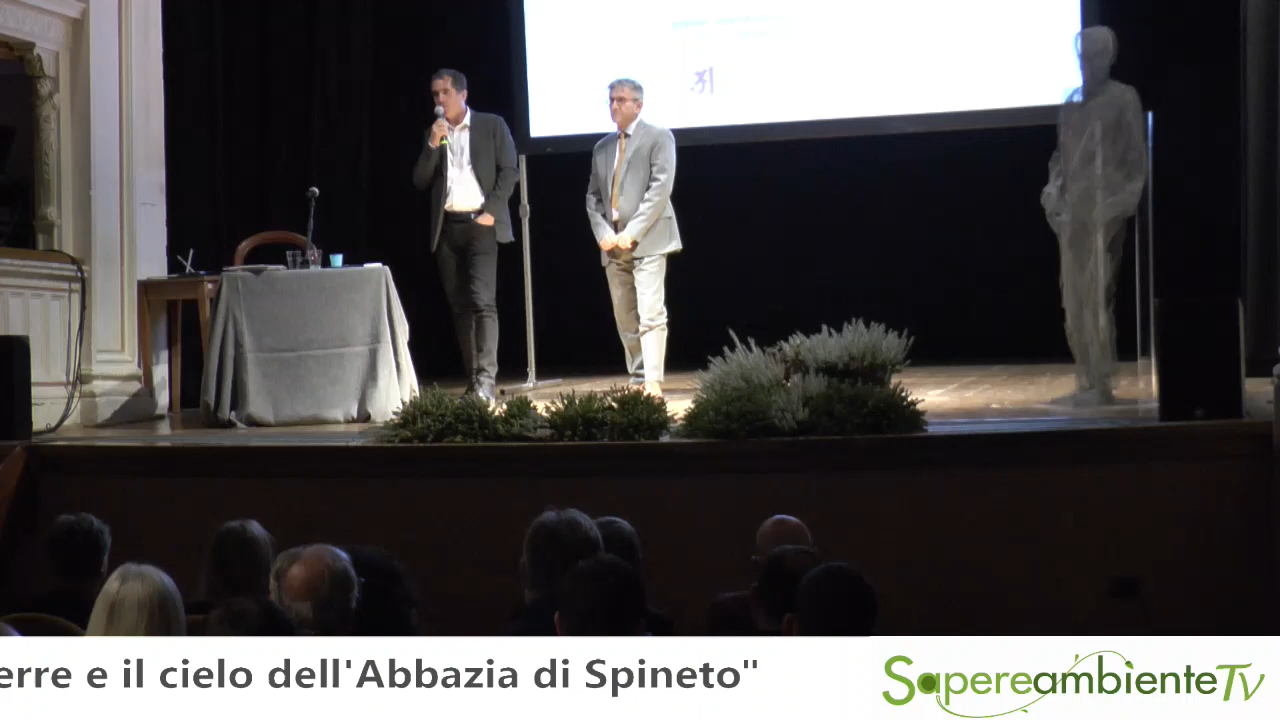 erre e il cielo dell'Abbazia di Spineto"
SapereambienteTv